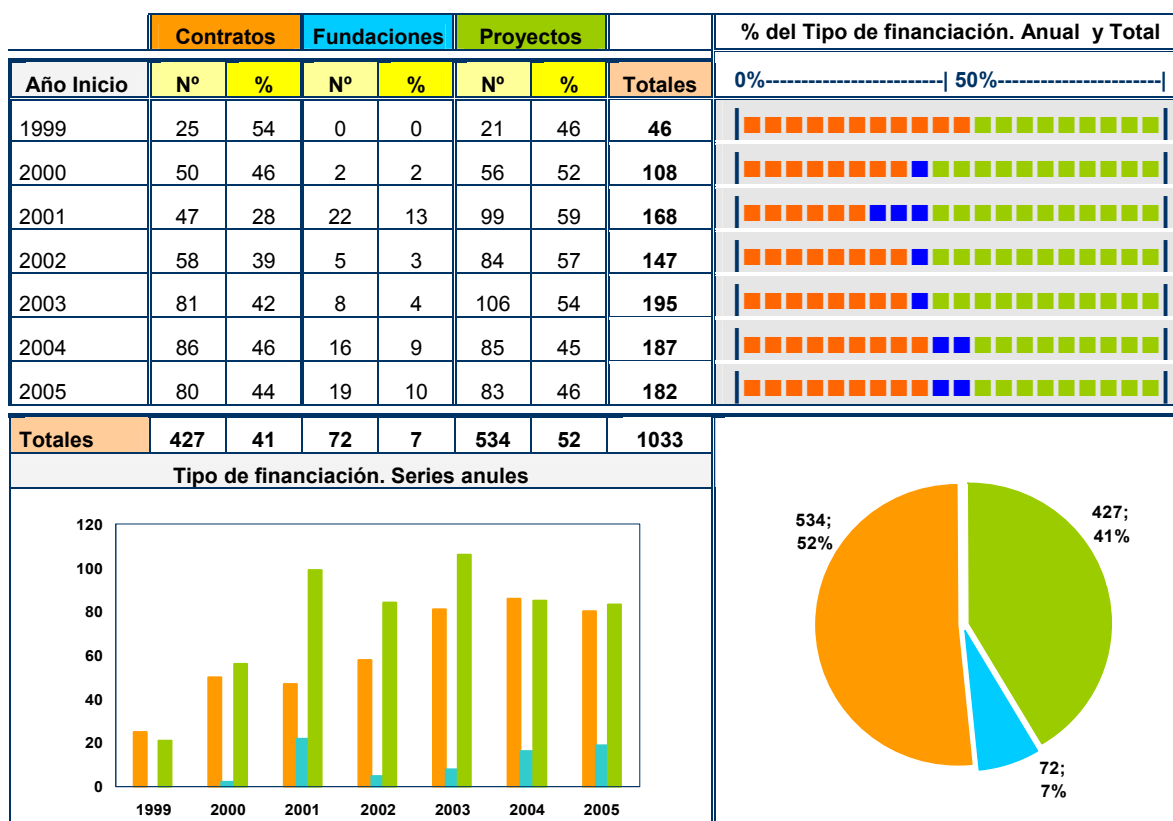 Contratos Fundaciones Proyectos % del Tipo de financiación. Anual y Total
Año Inicio Nº % Nº % Nº % Totales 0%-------------------------| 50%-----------------------|
1999 25 54 0 0 21 46 46
2000 50 46 2 2 56 52 108
2001 47 28 22 13 99 59 168
2002 58 39 5 3 84 57 147
2003 81 42 8 4 106 54 195
2004 86 46 16 9 85 45 187
2005 80 44 19 10 83 46 182
Totales 427 41 72 7 534 52 1033
Tipo de financiación. Series anules
120
100
80
60
40
20
0
1999 2000 2001 2002 2003 2004 2005
534;
52%
427;
41%
72;
7%